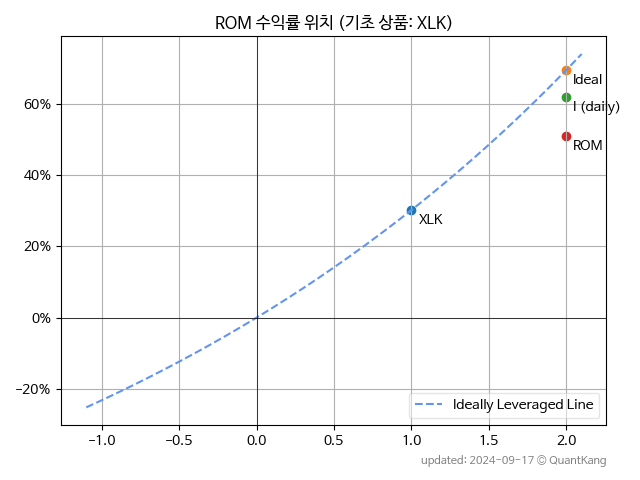 ROM 수익률 위치 (기초 상품: XLK)
Ideal
I (daily)
60%
ROM
40%
XLK
20%
0%
−20%
Ideally Leveraged Line
−1.0 −0.5 0.0 0.5 1.0 1.5 2.0
updated: 2024-09-17 © QuantKang